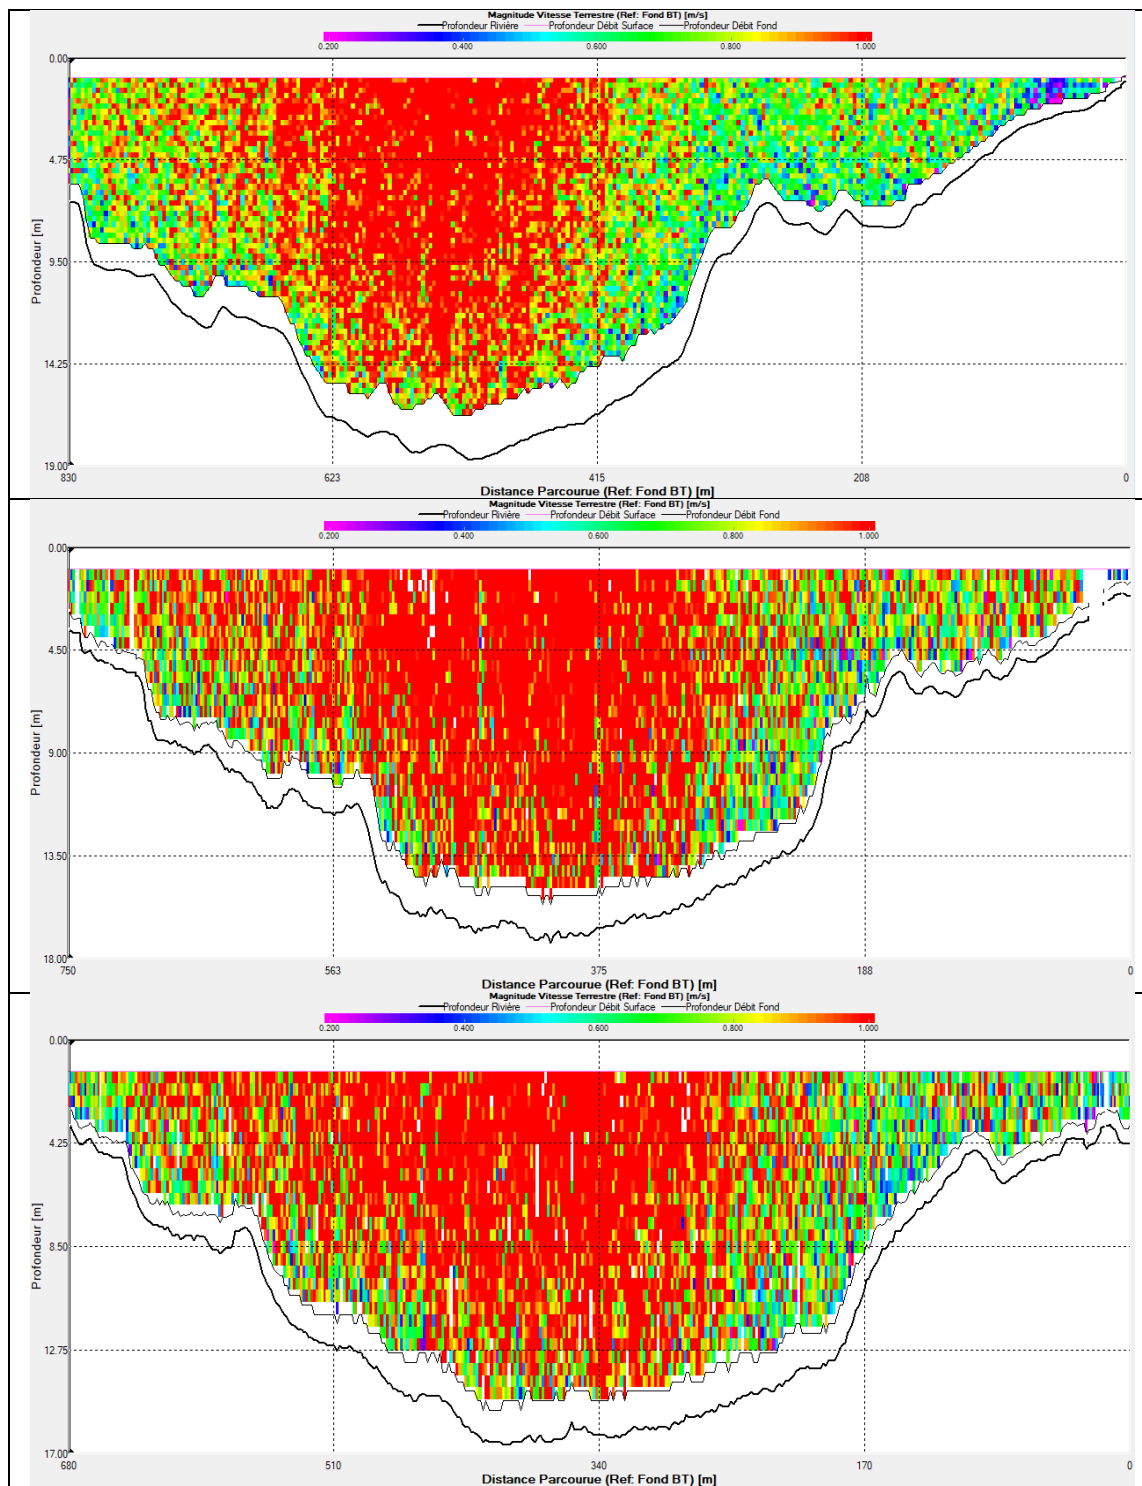 Magnitude Vitesse Terrestre (Ref: Fond BT) [m/s]
Profondeur Rivière Profondeur Débit Surface Profondeur Débit Fond
0.200 0.400 0.600 0.800 1.000
0.00
4.75
9.50
14.25
19.00
Profondeur [m]
830 623 415 208 0
Distance Parcourue (Ref: Fond BT) [m]
Magnitude Vitesse Terrestre (Ref: Fond BT) [m/s]
Profondeur Rivière Profondeur Débit Surface Profondeur Débit Fond
0.200 0.400 0.600 0.800 1.000
0.00
4.50
9.00
13.50
18.00
Profondeur [m]
750 563 375 188 0
Distance Parcourue (Ref: Fond BT) [m]
Magnitude Vitesse Terrestre (Ref: Fond BT) [m/s]
Profondeur Rivière Profondeur Débit Surface Profondeur Débit Fond
0.200 0.400 0.600 0.800 1.000
0.00
4.25
8.50
12.75
17.00
Profondeur [m]
680 510 340 170 0
Distance Parcourue (Ref: Fond BT) [m]